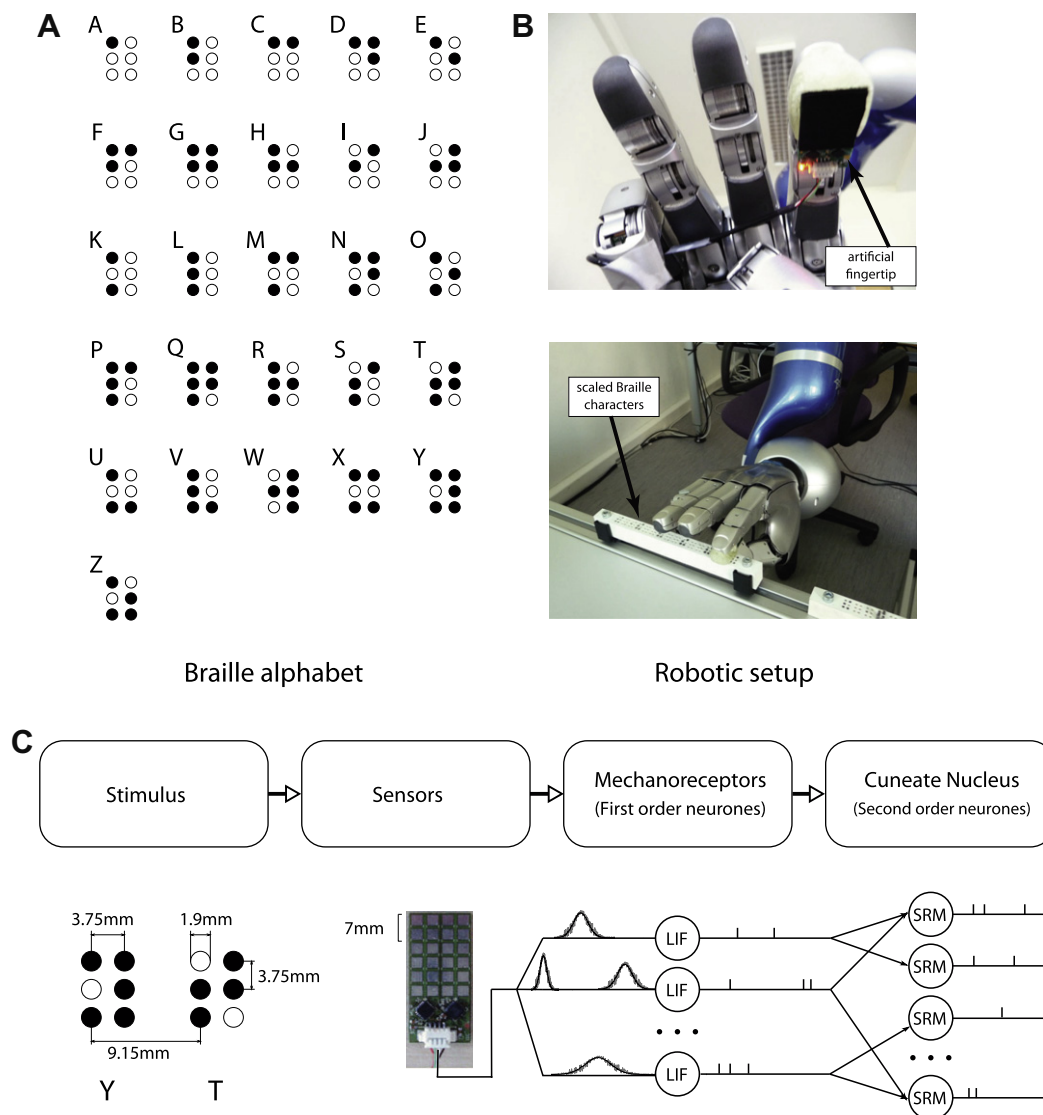 A
A B C D E
F G H I J
K L M N O
P Q R S T
U V W X Y
Z
Braille alphabet
B
artificial
fingertip
scaled Braille
characters
Robotic setup
C
Stimulus
Sensors
Mechanoreceptors
(First order neurones)
Cuneate Nucleus
(Second order neurones)
3.75mm
1.9mm
3.75mm
9.15mm
Y T
7mm
LIF
LIF
• • •
LIF
SRM
SRM
SRM
• • •
SRM